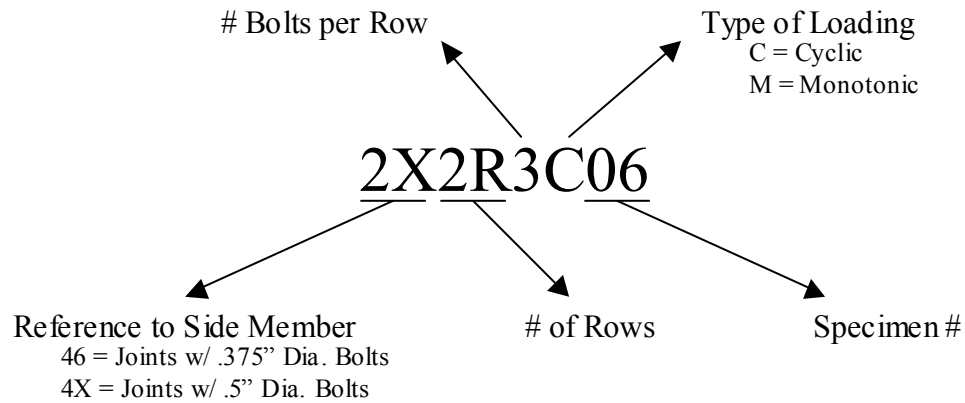 # Bolts per Row
Type of Loading
C = Cyclic
M = Monotonic
2X2R3C06
Reference to Side Member
46 = Joints w/ .375” Dia. Bolts
4X = Joints w/ .5” Dia. Bolts
# of Rows
Specimen #